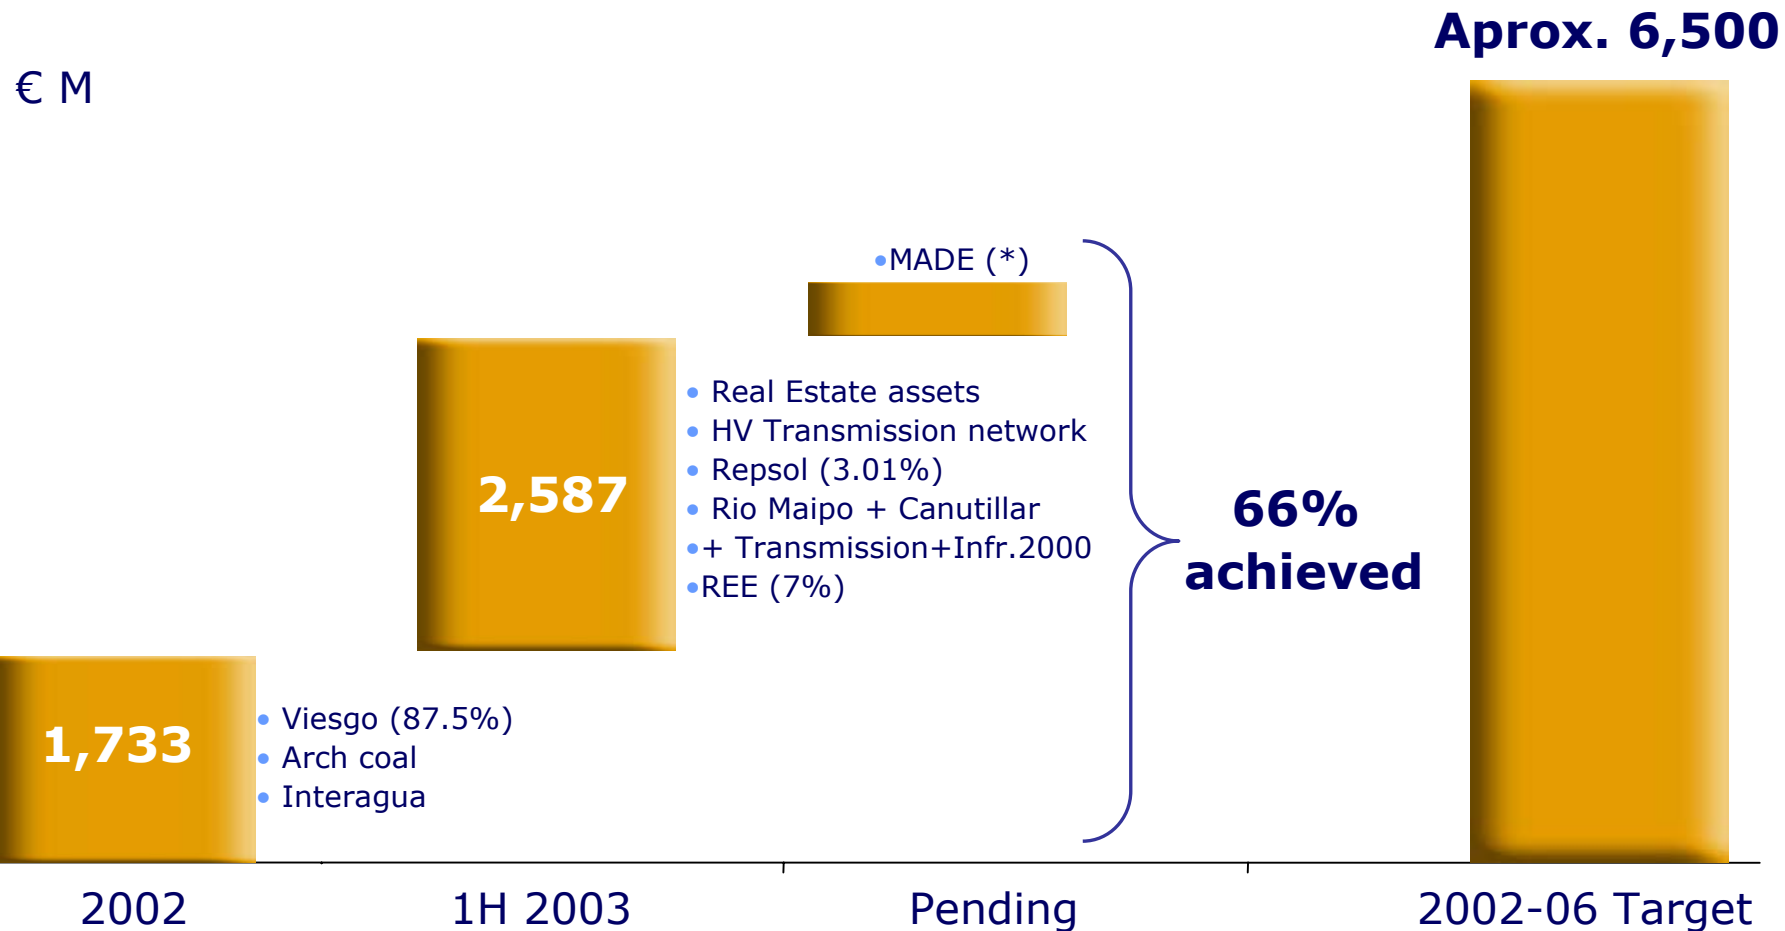 Aprox. 6,500
€ M
•MADE (*)
• Real Estate assets
• HV Transmission network
• Repsol (3.01%)
• Rio Maipo + Canutillar
•+ Transmission+Infr.2000
•REE (7%)
2,587
66%
achieved
1,733
• Viesgo (87.5%)
• Arch coal
• Interagua
2002
1H 2003
Pending
2002-06 Target